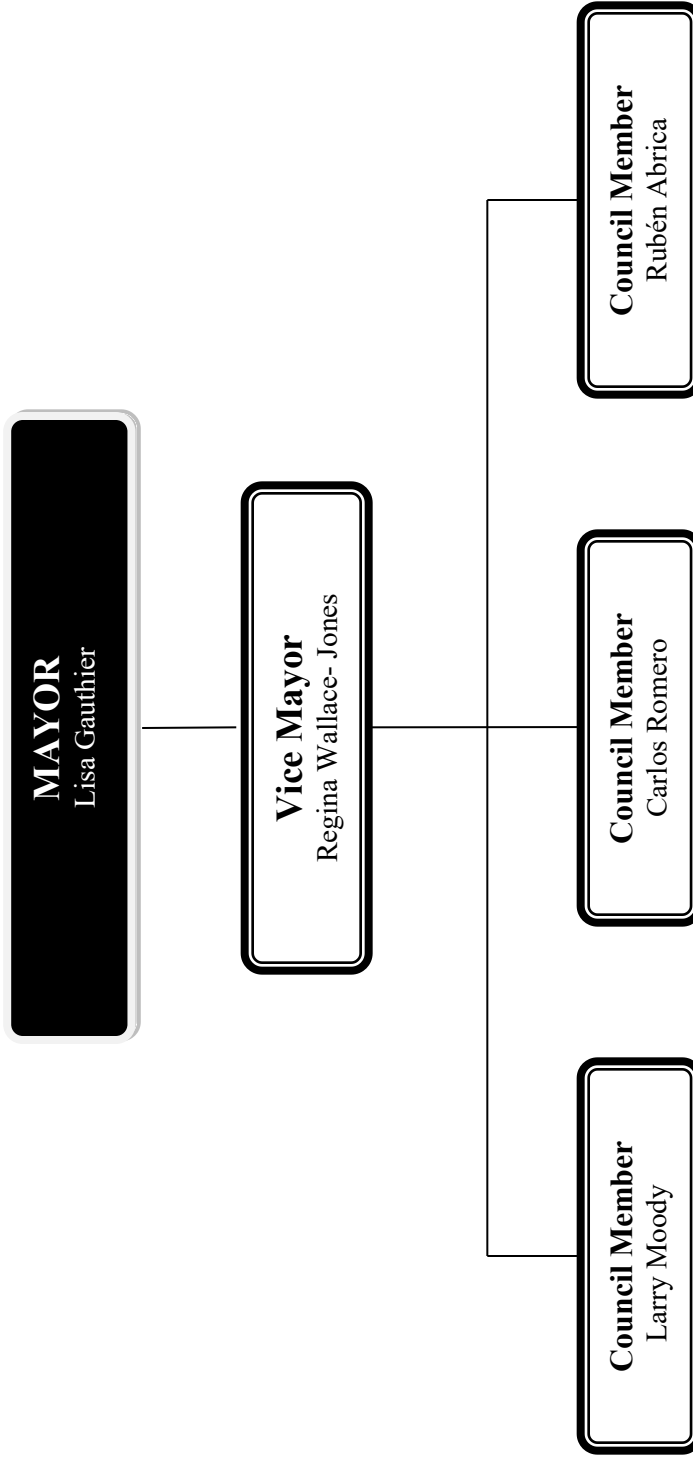 MAYOR
Lisa Gauthier
Vice Mayor
Regina Wallace- Jones
Council Member
Larry Moody
Council Member
Carlos Romero
Council Member
Rubén Abrica